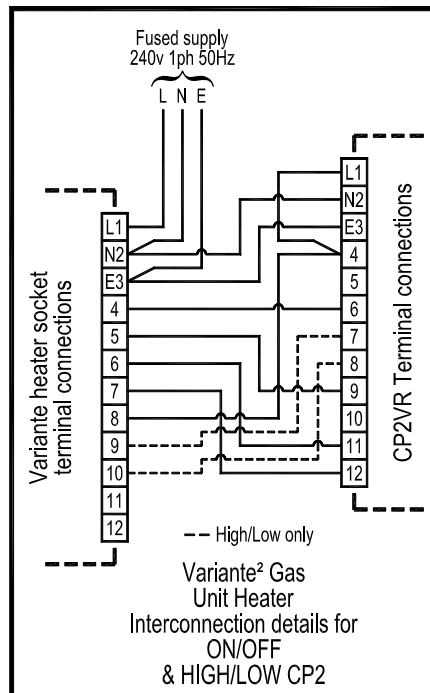 Fused supply
240v 1ph 50Hz
L N E
Variante heater socket
terminal connections
L1
N2
E3
4
5
6
7
8
9
10
11
12
L1
N2
E3
4
5
6
7
8
9
10
11
12
CP2VR Terminal connections
High/Low only
Variante² Gas
Unit Heater
Interconnection details for
ON/OFF
& HIGH/LOW CP2